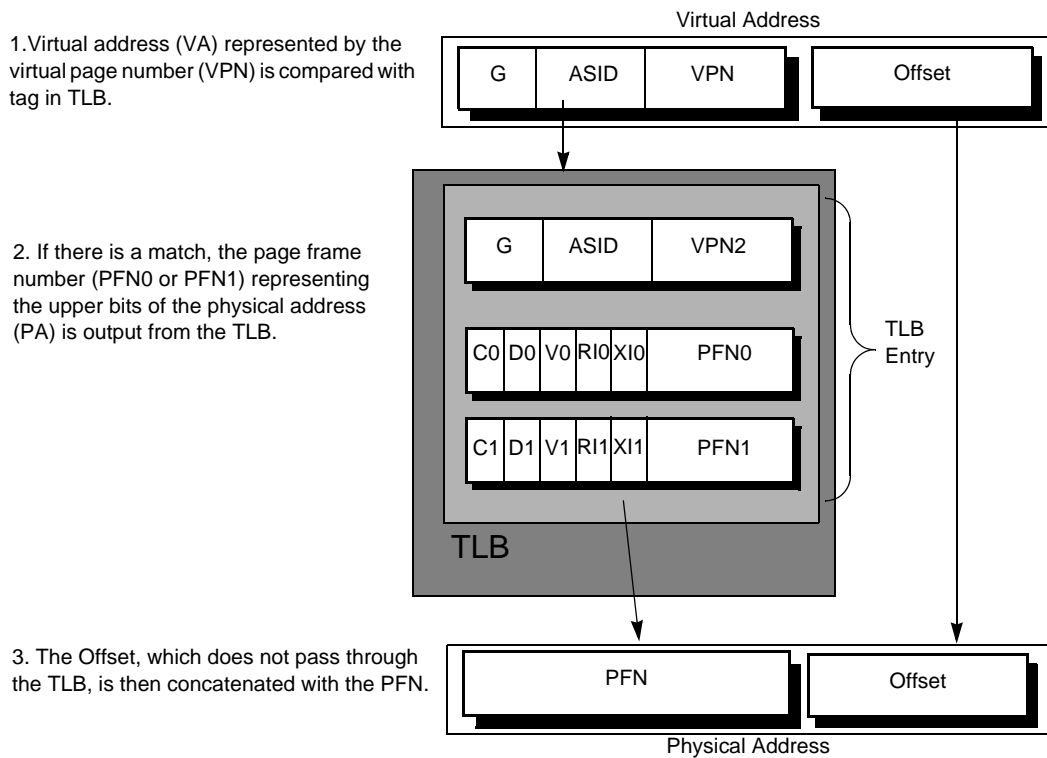 Virtual Address
1.Virtual address (VA) represented by the
virtual page number (VPN) is compared with
tag in TLB.
G ASID VPN Offset
2. If there is a match, the page frame
number (PFN0 or PFN1) representing
the upper bits of the physical address
(PA) is output from the TLB.
G ASID VPN2
C0 D0 V0 RI0 XI0 PFN0
C1 D1 V1 RI1 XI1 PFN1
TLB
Entry
TLB
3. The Offset, which does not pass through
the TLB, is then concatenated with the PFN.
PFN Offset
Physical Address